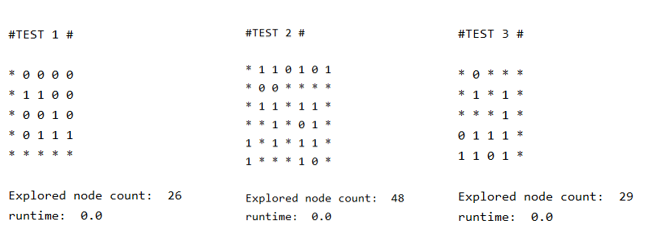 #TEST 1 #
* 0 0 0 0
* 1 1 0 0
* 0 0 1 0
* 0 1 1 1
* * * * *
Explored node count:  26
runtime:  0.0
#TEST 2 #
* 1 1 0 1 0 1
* 0 0 * * * *
* 1 1 * 1 1 *
* * 1 * 0 1 *
1 * 1 * 1 1 *
1 * * * 1 0 *
Explored node count:  48
runtime:  0.0
#TEST 3 #
* 0 * * *
* 1 * 1 *
* * * 1 *
0 1 1 1 *
1 1 0 1 *
Explored node count:  29
runtime:  0.0